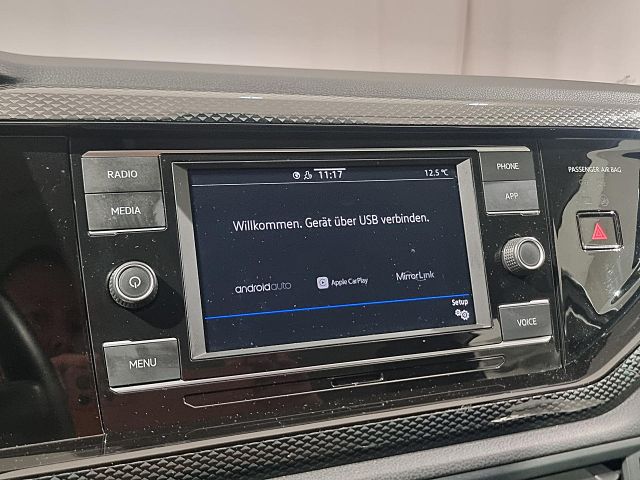 RADIO
MEDIA
MENU
11:17
12.5 °C
Willkommen. Gerät über USB verbinden.
androidauto
Apple CarPlay
MirrorLink
Setup
PHONE
APP
VOICE
PASSENGER AIR BAG